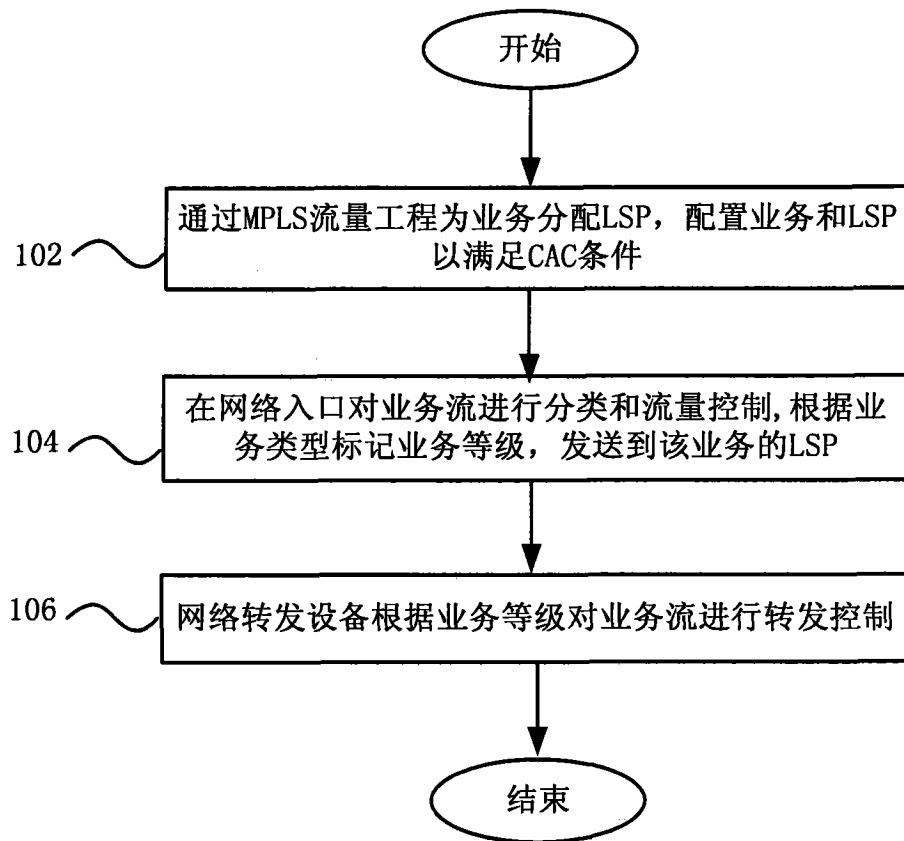 开始
通过MPLS流量工程为业务分配LSP，配置业务和LSP
以满足CAC条件
102
在网络入口对业务流进行分类和流量控制,根据业
务类型标记业务等级，发送到该业务的LSP
104
网络转发设备根据业务等级对业务流进行转发控制
106
结束